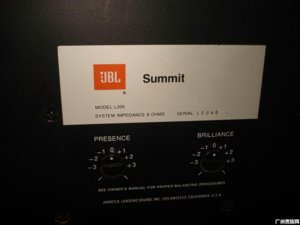 JBL Summit
MODEL L300
SYSTEM IMPEDANCE 8 OHMS SERIAL
PRESENCE BRILLIANCE
-1 0 +1 -1 0 +1
-2 +2 -2 +2
-3 +3 -3 +3
SEE OWNER'S MANUAL FOR PROPER BALANCING PROCEDURES
JAMES B. LANSING SOUND, INC. LOS ANGELES, CALIFORNIA, U.S.A.